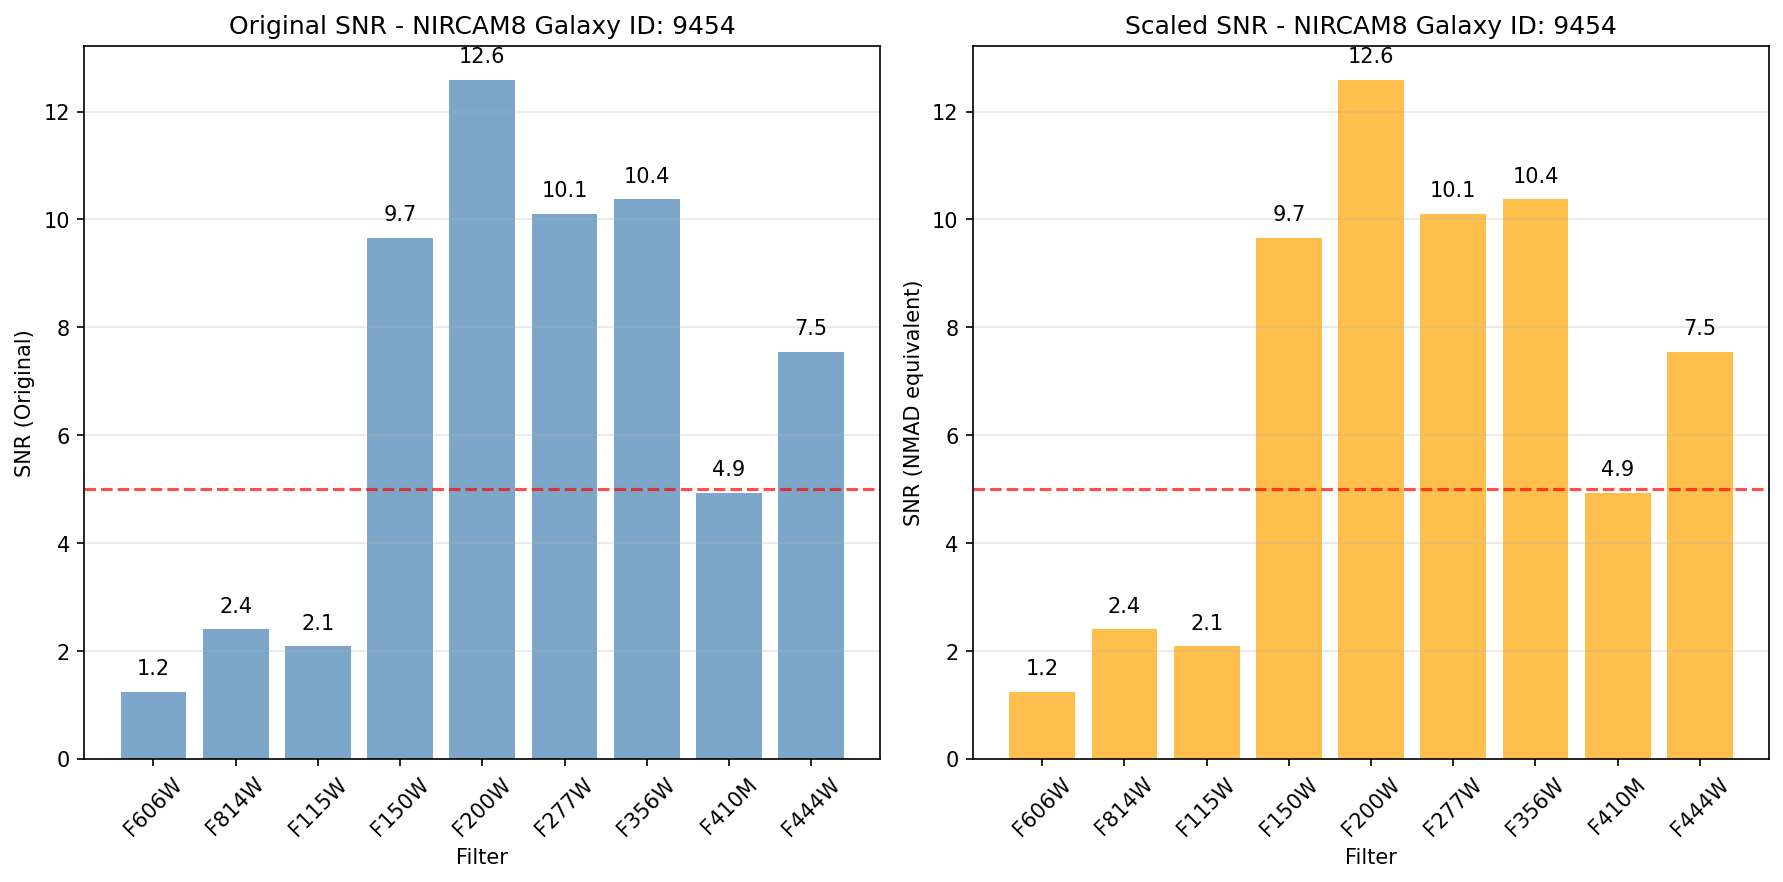 Original SNR - NIRCAM8 Galaxy ID: 9454
SNR (Original)
12
10
8
6
4
2
0
1.2
2.4
2.1
9.7
12.6
10.1
10.4
4.9
7.5
F606W
F814W
F115W
F150W
F200W
F277W
F356W
F410M
F444W
Filter
Scaled SNR - NIRCAM8 Galaxy ID: 9454
SNR (NMAD equivalent)
12
10
8
6
4
2
0
1.2
2.4
2.1
9.7
12.6
10.1
10.4
4.9
7.5
F606W
F814W
F115W
F150W
F200W
F277W
F356W
F410M
F444W
Filter